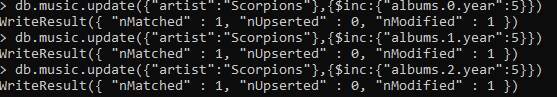 > db.music.update({"artist":"Scorpions"},{$inc:{"albums.0.year":5}})
WriteResult({ "nMatched" : 1, "nUpserted" : 0, "nModified" : 1 })
> db.music.update({"artist":"Scorpions"},{$inc:{"albums.1.year":5}})
WriteResult({ "nMatched" : 1, "nUpserted" : 0, "nModified" : 1 })
> db.music.update({"artist":"Scorpions"},{$inc:{"albums.2.year":5}})
WriteResult({ "nMatched" : 1, "nUpserted" : 0, "nModified" : 1 })